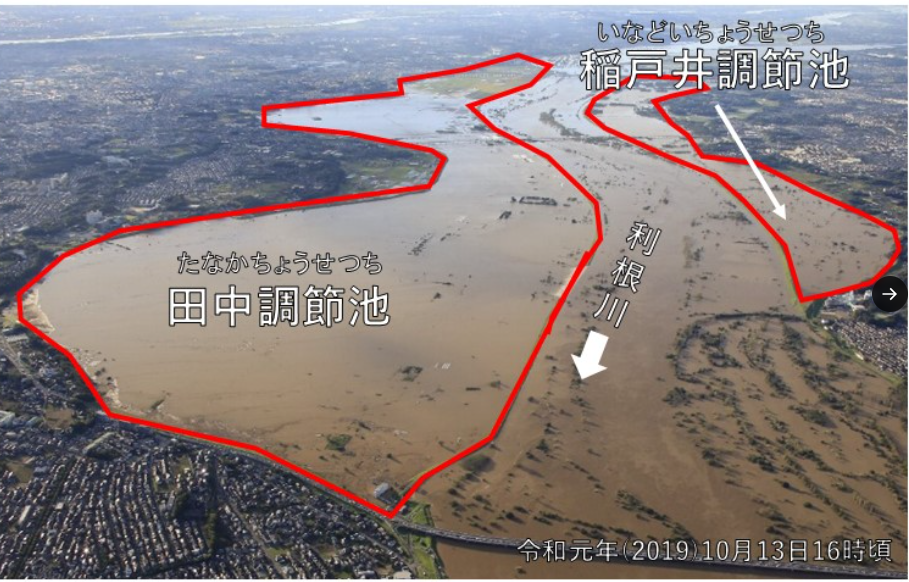 いなどいちょうせつち
稲戸井調節池
たなかちょうせつち
田中調節池
利根川
令和元年(2019)10月13日16時頃